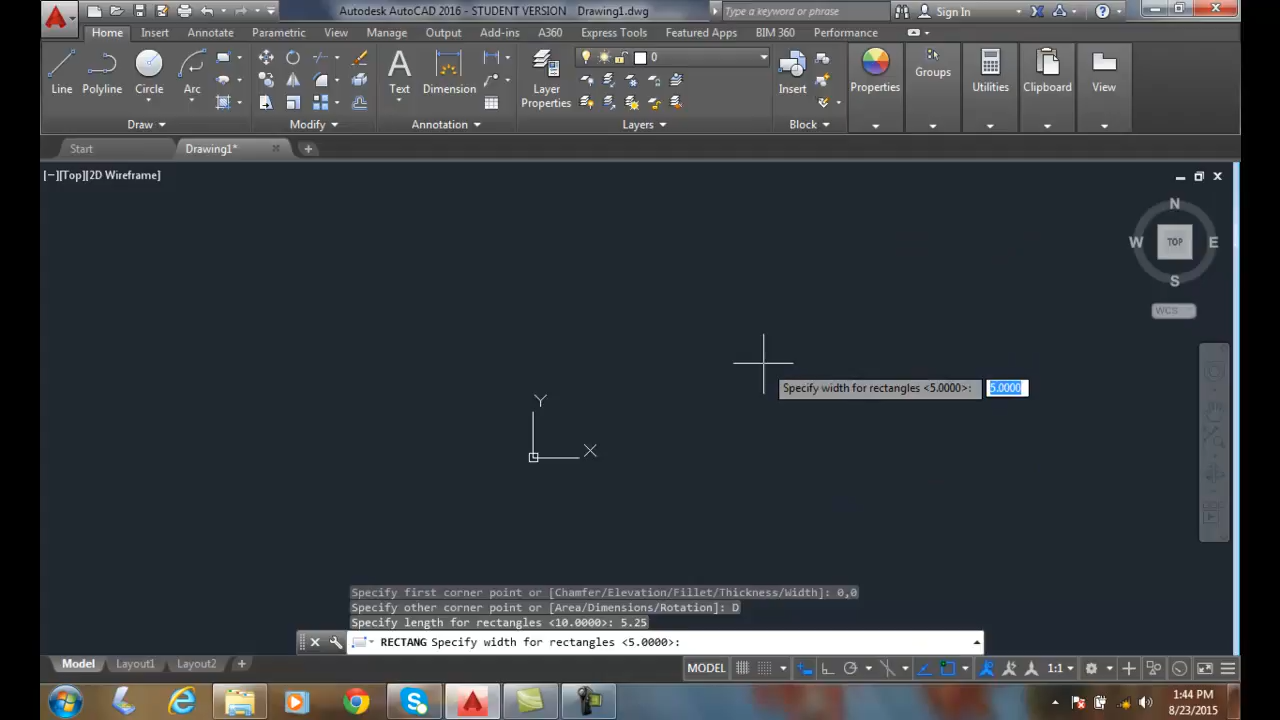 Autodesk AutoCAD 2016 - STUDENT VERSION Drawing1.dwg
Type a keyword or phrase
Sign In
Home Insert Annotate Parametric View Manage Output Add-ins A360 Express Tools Featured Apps BIM 360 Performance
0
Line Polyline Circle Arc Text Dimension Layer Properties Insert Properties Groups Utilities Clipboard View
Draw Modify Annotation Layers Block
Start Drawing1*
[−][Top][2D Wireframe]
N
W TOP E
S
WCS
Specify width for rectangles <5.0000>: 5.0000
Y
X
Specify first corner point or [Chamfer/Elevation/Fillet/Thickness/Width]: 0,0
Specify other corner point or [Area/Dimensions/Rotation]: D
Specify length for rectangles <10.0000>: 5.25
RECTANG Specify width for rectangles <5.0000>:
Model Layout1 Layout2 MODEL 1:1
1:44 PM
8/23/2015